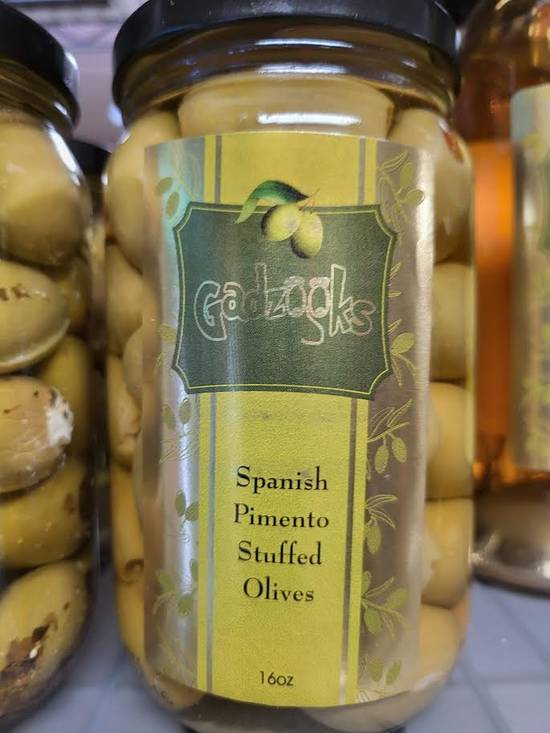 Gadzooks
Spanish
Pimento
Stuffed
Olives
16oz